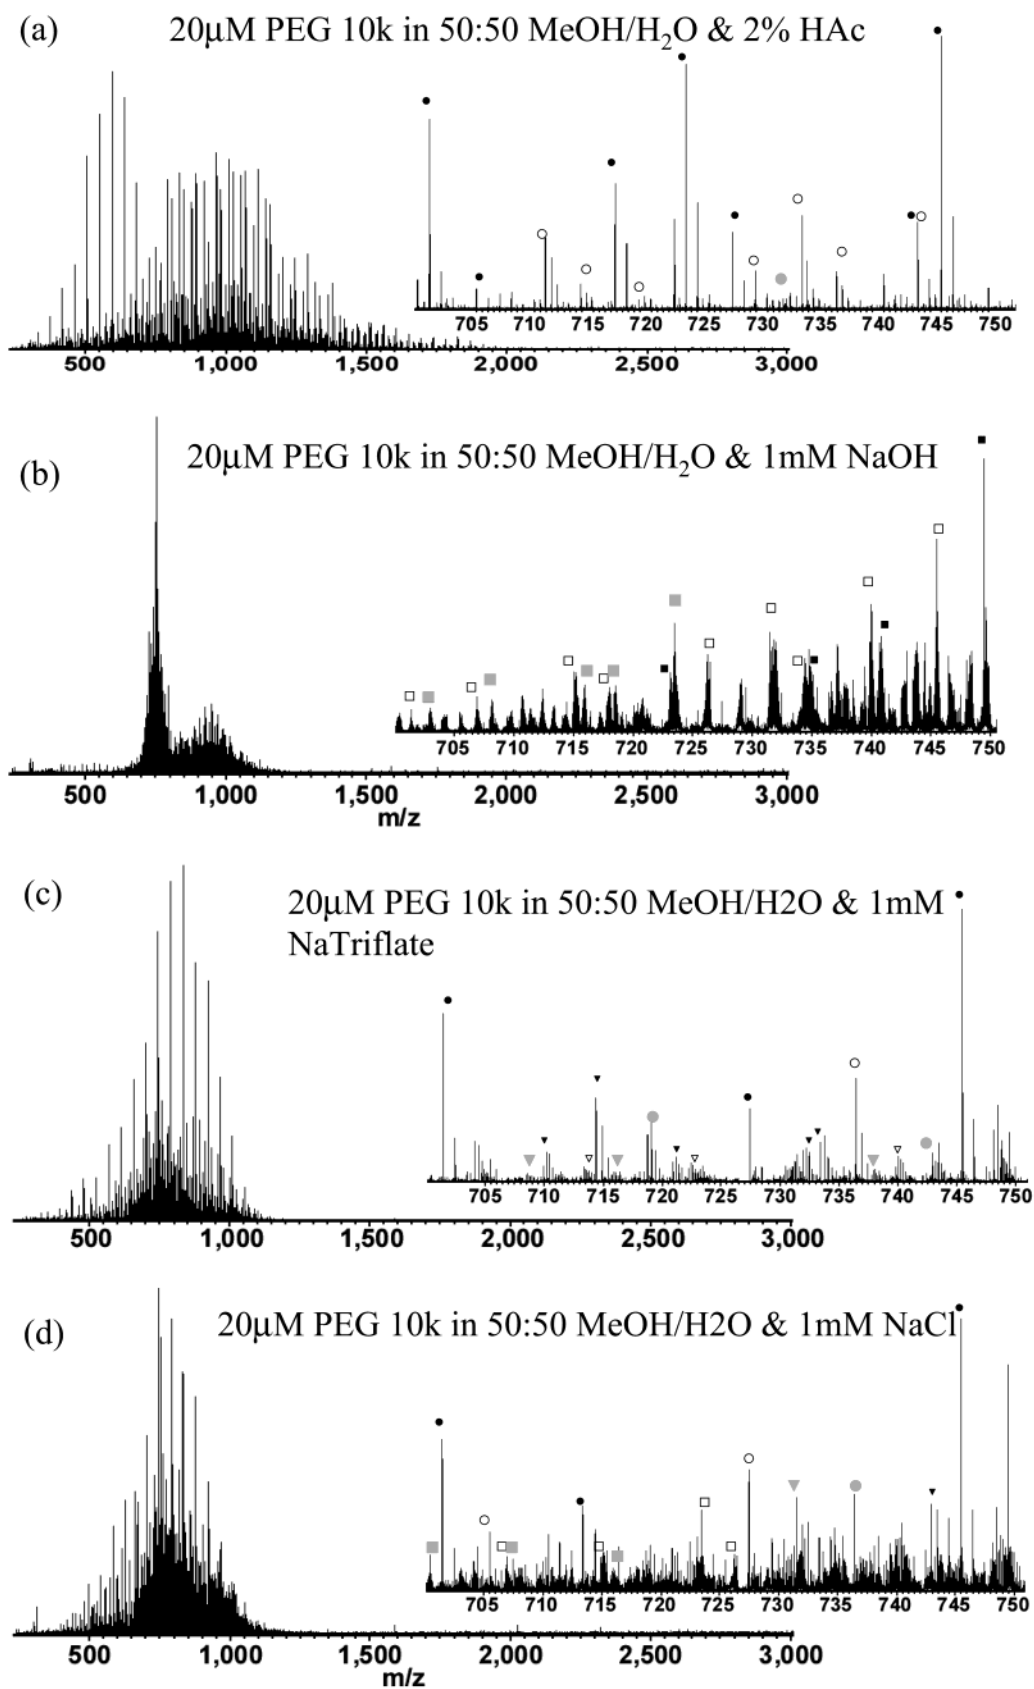 (a) 20μM PEG 10k in 50:50 MeOH/H₂O & 2% HAc
705 710 715 720 725 730 735 740 745 750
500 1,000 1,500 2,000 2,500 3,000
(b) 20μM PEG 10k in 50:50 MeOH/H₂O & 1mM NaOH
705 710 715 720 725 730 735 740 745 750
500 1,000 1,500 2,000 2,500 3,000
m/z
(c) 20μM PEG 10k in 50:50 MeOH/H2O & 1mM
NaTriflate
705 710 715 720 725 730 735 740 745 750
500 1,000 1,500 2,000 2,500 3,000
(d) 20μM PEG 10k in 50:50 MeOH/H2O & 1mM NaCl
705 710 715 720 725 730 735 740 745 750
500 1,000 1,500 2,000 2,500 3,000
m/z